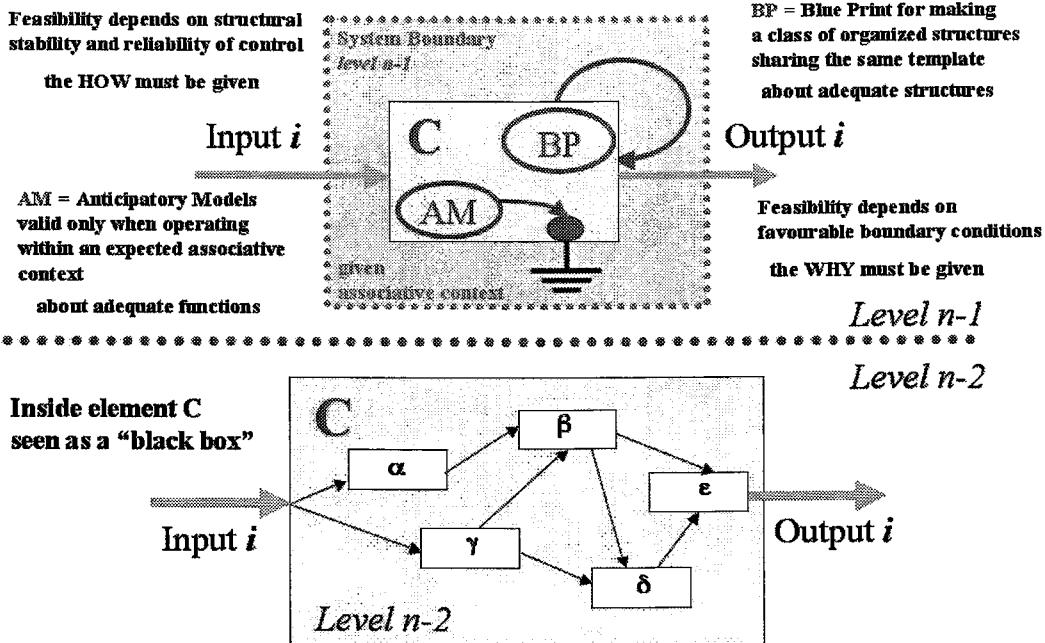 Feasibility depends on structural
stability and reliability of control
the HOW must be given
System Boundary
level n-1
BP = Blue Print for making
a class of organized structures
sharing the same template
about adequate structures
Input i
C
BP
AM
Output i
AM = Anticipatory Models
valid only when operating
within an expected associative
context
about adequate functions
given
associative context
Feasibility depends on
favourable boundary conditions
the WHY must be given
Level n-1
Level n-2
Inside element C
seen as a “black box”
C
α
β
γ
δ
ε
Input i
Output i
Level n-2